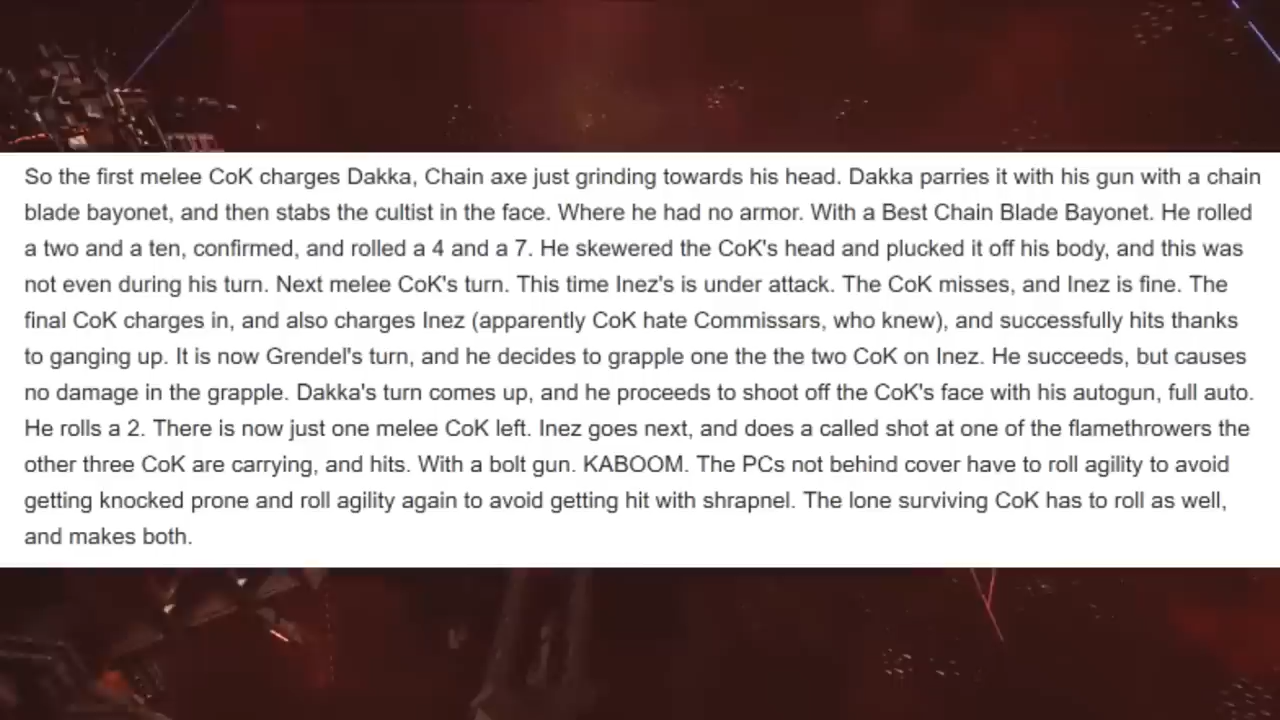 So the first melee CoK charges Dakka, Chain axe just grinding towards his head. Dakka parries it with his gun with a chain
blade bayonet, and then stabs the cultist in the face. Where he had no armor. With a Best Chain Blade Bayonet. He rolled
a two and a ten, confirmed, and rolled a 4 and a 7. He skewered the CoK's head and plucked it off his body, and this was
not even during his turn. Next melee CoK's turn. This time Inez's is under attack. The CoK misses, and Inez is fine. The
final CoK charges in, and also charges Inez (apparently CoK hate Commissars, who knew), and successfully hits thanks
to ganging up. It is now Grendel's turn, and he decides to grapple one the the two CoK on Inez. He succeeds, but causes
no damage in the grapple. Dakka's turn comes up, and he proceeds to shoot off the CoK's face with his autogun, full auto.
He rolls a 2. There is now just one melee CoK left. Inez goes next, and does a called shot at one of the flamethrowers the
other three CoK are carrying, and hits. With a bolt gun. KABOOM. The PCs not behind cover have to roll agility to avoid
getting knocked prone and roll agility again to avoid getting hit with shrapnel. The lone surviving CoK has to roll as well,
and makes both.